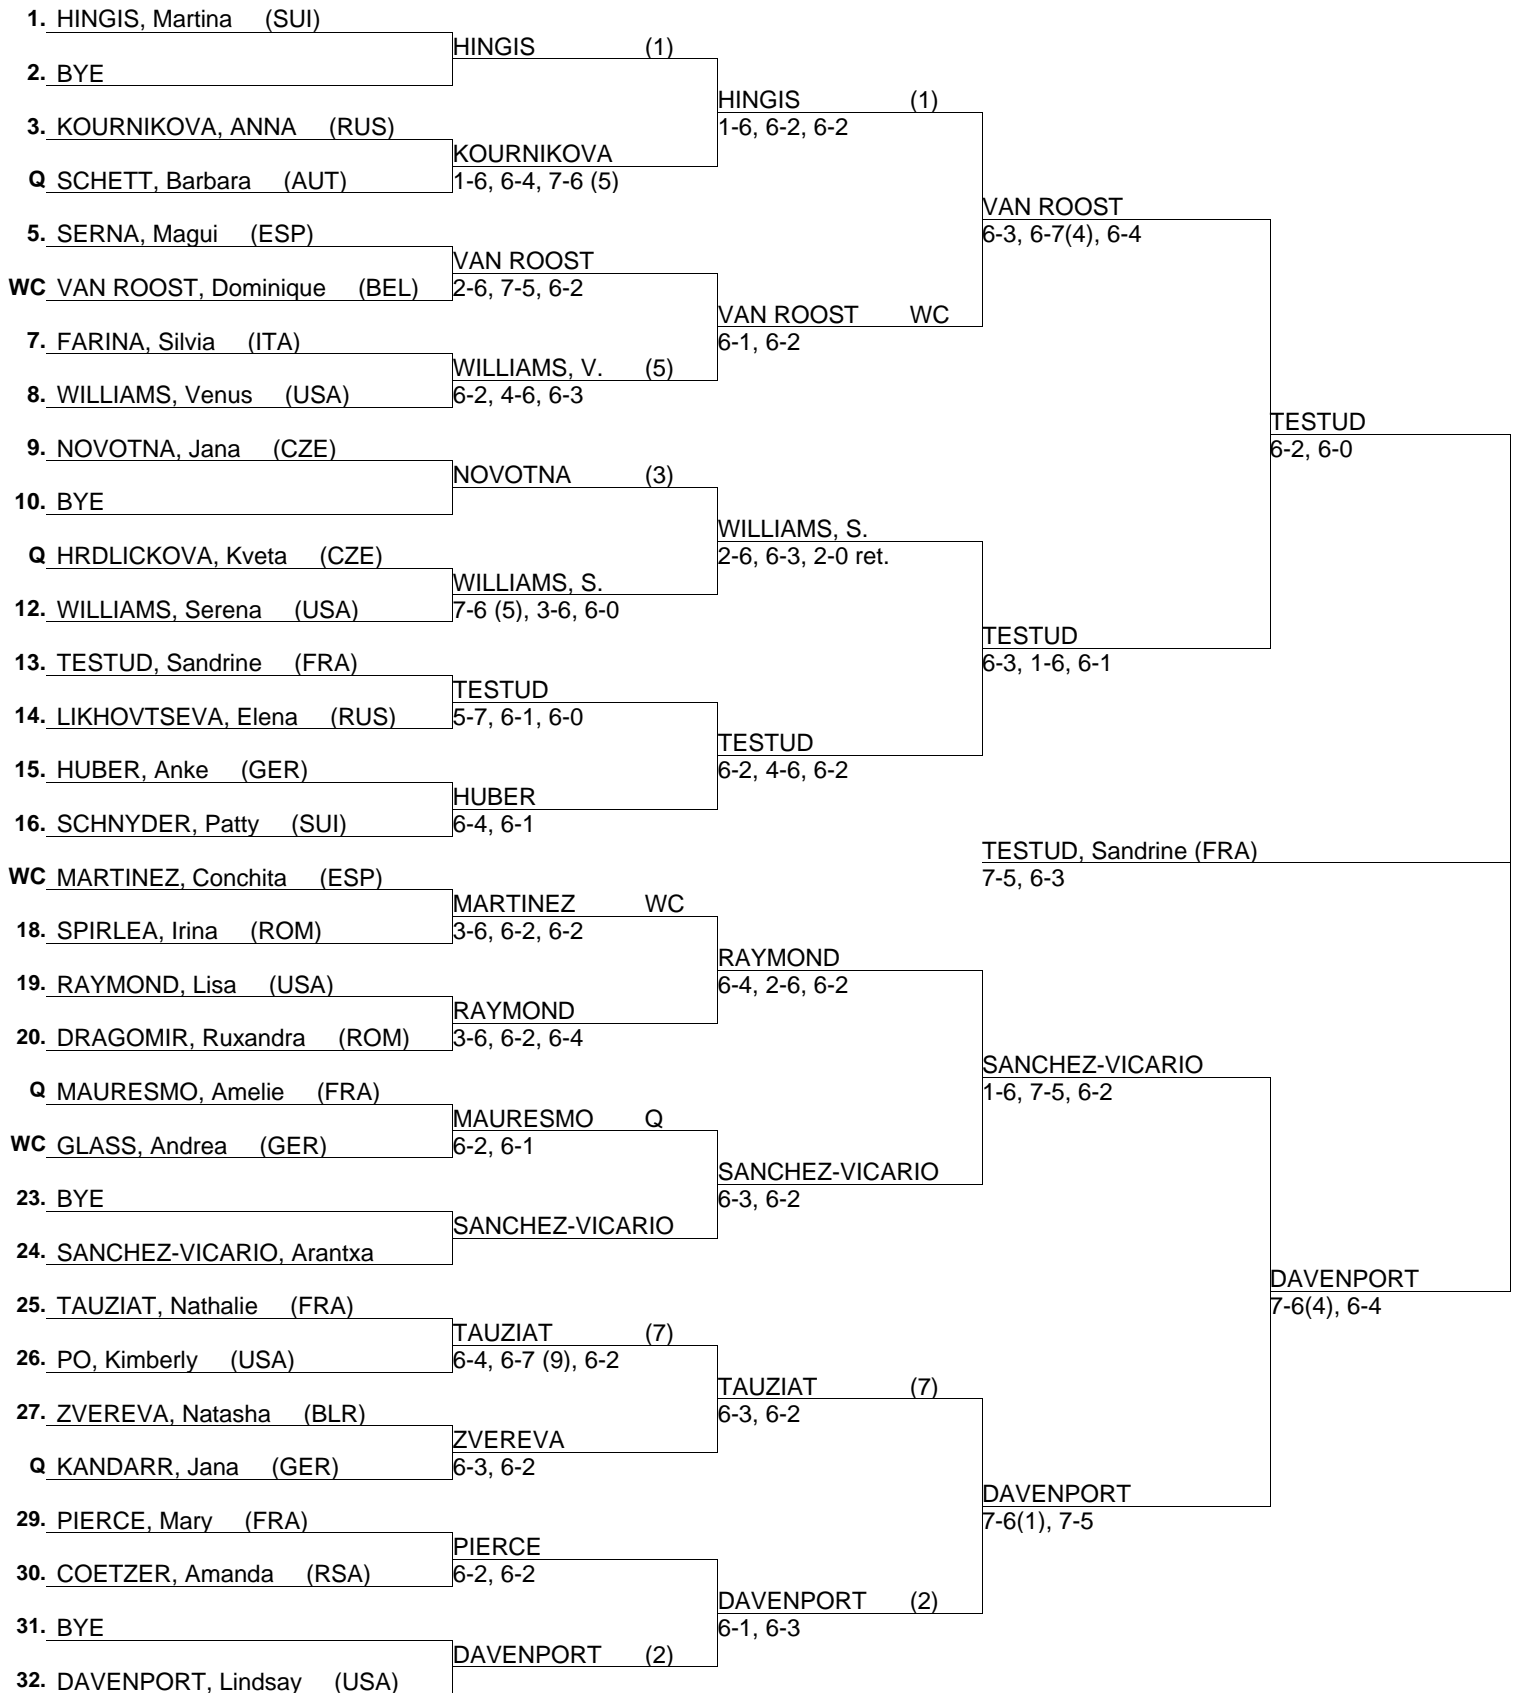 1. HINGIS, Martina (SUI)
HINGIS (1)
2. BYE
HINGIS (1)
1-6, 6-2, 6-2
3. KOURNIKOVA, ANNA (RUS)
KOURNIKOVA
Q SCHETT, Barbara (AUT)
1-6, 6-4, 7-6 (5)
VAN ROOST
6-3, 6-7(4), 6-4
5. SERNA, Magui (ESP)
VAN ROOST
WC VAN ROOST, Dominique (BEL)
2-6, 7-5, 6-2
VAN ROOST WC
6-1, 6-2
7. FARINA, Silvia (ITA)
WILLIAMS, V. (5)
8. WILLIAMS, Venus (USA)
6-2, 4-6, 6-3
TESTUD
6-2, 6-0
9. NOVOTNA, Jana (CZE)
NOVOTNA (3)
10. BYE
WILLIAMS, S.
2-6, 6-3, 2-0 ret.
Q HRDLICKOVA, Kveta (CZE)
WILLIAMS, S.
12. WILLIAMS, Serena (USA)
7-6 (5), 3-6, 6-0
TESTUD
6-3, 1-6, 6-1
13. TESTUD, Sandrine (FRA)
TESTUD
14. LIKHOVTSEVA, Elena (RUS)
5-7, 6-1, 6-0
TESTUD
6-2, 4-6, 6-2
15. HUBER, Anke (GER)
HUBER
16. SCHNYDER, Patty (SUI)
6-4, 6-1
TESTUD, Sandrine (FRA)
7-5, 6-3
WC MARTINEZ, Conchita (ESP)
MARTINEZ WC
18. SPIRLEA, Irina (ROM)
3-6, 6-2, 6-2
RAYMOND
6-4, 2-6, 6-2
19. RAYMOND, Lisa (USA)
RAYMOND
20. DRAGOMIR, Ruxandra (ROM)
3-6, 6-2, 6-4
SANCHEZ-VICARIO
1-6, 7-5, 6-2
Q MAURESMO, Amelie (FRA)
MAURESMO Q
WC GLASS, Andrea (GER)
6-2, 6-1
SANCHEZ-VICARIO
6-3, 6-2
23. BYE
SANCHEZ-VICARIO
24. SANCHEZ-VICARIO, Arantxa
DAVENPORT
7-6(4), 6-4
25. TAUZIAT, Nathalie (FRA)
TAUZIAT (7)
26. PO, Kimberly (USA)
6-4, 6-7 (9), 6-2
TAUZIAT (7)
6-3, 6-2
27. ZVEREVA, Natasha (BLR)
ZVEREVA
Q KANDARR, Jana (GER)
6-3, 6-2
DAVENPORT
7-6(1), 7-5
29. PIERCE, Mary (FRA)
PIERCE
30. COETZER, Amanda (RSA)
6-2, 6-2
DAVENPORT (2)
6-1, 6-3
31. BYE
DAVENPORT (2)
32. DAVENPORT, Lindsay (USA)